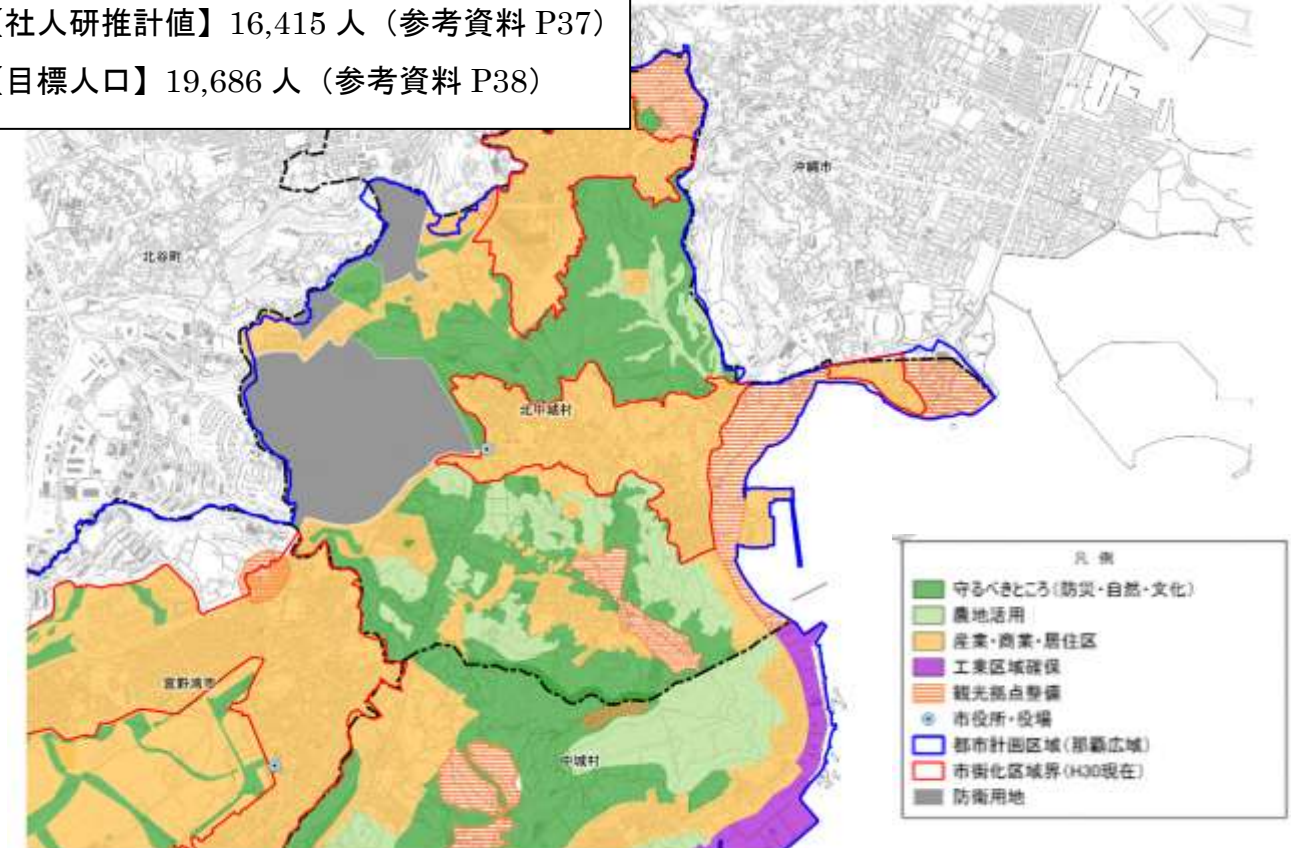 【社人研推計値】16,415 人（参考資料 P37）
【目標人口】19,686 人（参考資料 P38）
沖縄市
北谷町
北中城村
宜野湾市
中城村
凡 例
守るべきところ（防災・自然・文化）
農地活用
産業・商業・居住区
工業区域確保
観光拠点整備
市役所・役場
都市計画区域（那覇広域）
市街化区域界（H30現在）
防衛用地